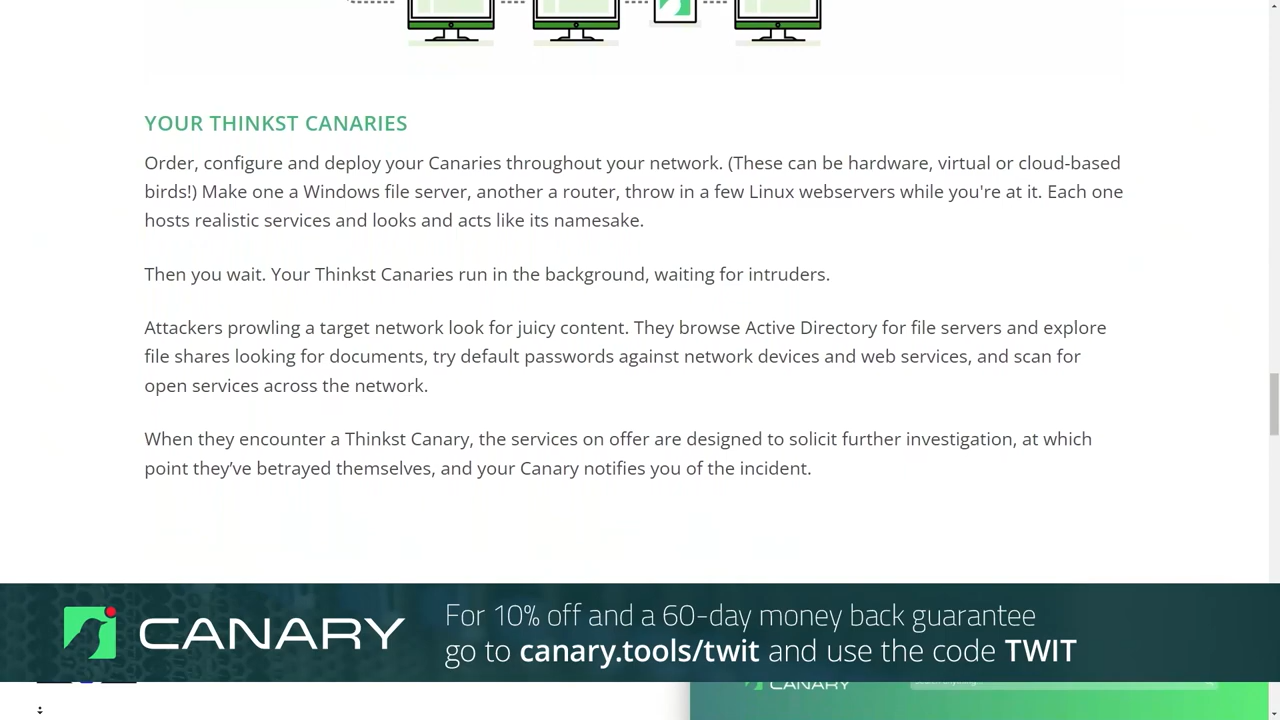 YOUR THINKST CANARIES
Order, configure and deploy your Canaries throughout your network. (These can be hardware, virtual or cloud-based
birds!) Make one a Windows file server, another a router, throw in a few Linux webservers while you're at it. Each one
hosts realistic services and looks and acts like its namesake.
Then you wait. Your Thinkst Canaries run in the background, waiting for intruders.
Attackers prowling a target network look for juicy content. They browse Active Directory for file servers and explore
file shares looking for documents, try default passwords against network devices and web services, and scan for
open services across the network.
When they encounter a Thinkst Canary, the services on offer are designed to solicit further investigation, at which
point they’ve betrayed themselves, and your Canary notifies you of the incident.
CANARY
For 10% off and a 60-day money back guarantee
go to canary.tools/twit and use the code TWIT
CANARY